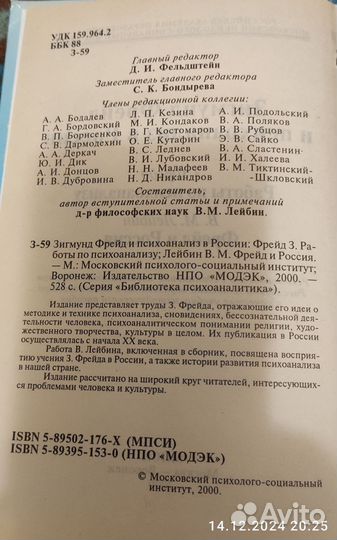 УДК 159.964.2
ББК 88
З-59
Главный редактор
Д. И. Фельдштейн
Заместитель главного редактора
С. К. Бондырева
Члены редакционной коллегии:
А. А. Бодалев
Г. А. Бордовский
В. П. Борисенков
С. В. Дармодехин
А. А. Деркач
Ю. И. Дик
А. И. Донцов
И. В. Дубровина
Л. П. Кезина
М. И. Кондаков
В. Г. Костомаров
О. Е. Кутафин
В. С. Леднев
В. И. Лубовский
Н. Н. Малафеев
Н. Д. Никандров
А. И. Подольский
В. А. Поляков
В. В. Рубцов
Э. В. Сайко
В. А. Сластенин
И. И. Халеева
В. М. Тиктинский-
Шкловский
Составитель,
автор вступительной статьи и примечаний
д-р философских наук В. М. Лейбин.
З-59 Зигмунд Фрейд и психоанализ в России: Фрейд З. Ра-
боты по психоанализу; Лейбин В. М. Фрейд и Россия.
— М.: Московский психолого-социальный институт;
Воронеж: Издательство НПО «МОДЭК», 2000. —
528 с. (Серия «Библиотека психоаналитика»).
Издание представляет труды З. Фрейда, отражающие его идеи о
методике и технике психоанализа, сновидениях, бессознательной деятель-
ности человека, психоаналитическом понимании религии, худо-
жественного творчества, культуры в целом. Их публикация в России
осуществлялась с начала XX века.
Работа В. Лейбина, включенная в сборник, посвящена восприя-
тию учения З. Фрейда в России, а также истории развития психоанализа
в нашей стране.
Издание рассчитано на широкий круг читателей, интересующих-
ся проблемами человека и культуры.
ISBN 5-89502-176-X (МПСИ)
ISBN 5-89395-153-0 (НПО «МОДЭК»)
© Московский психолого-социальный
институт, 2000.
14.12.2024 20:25
Avito